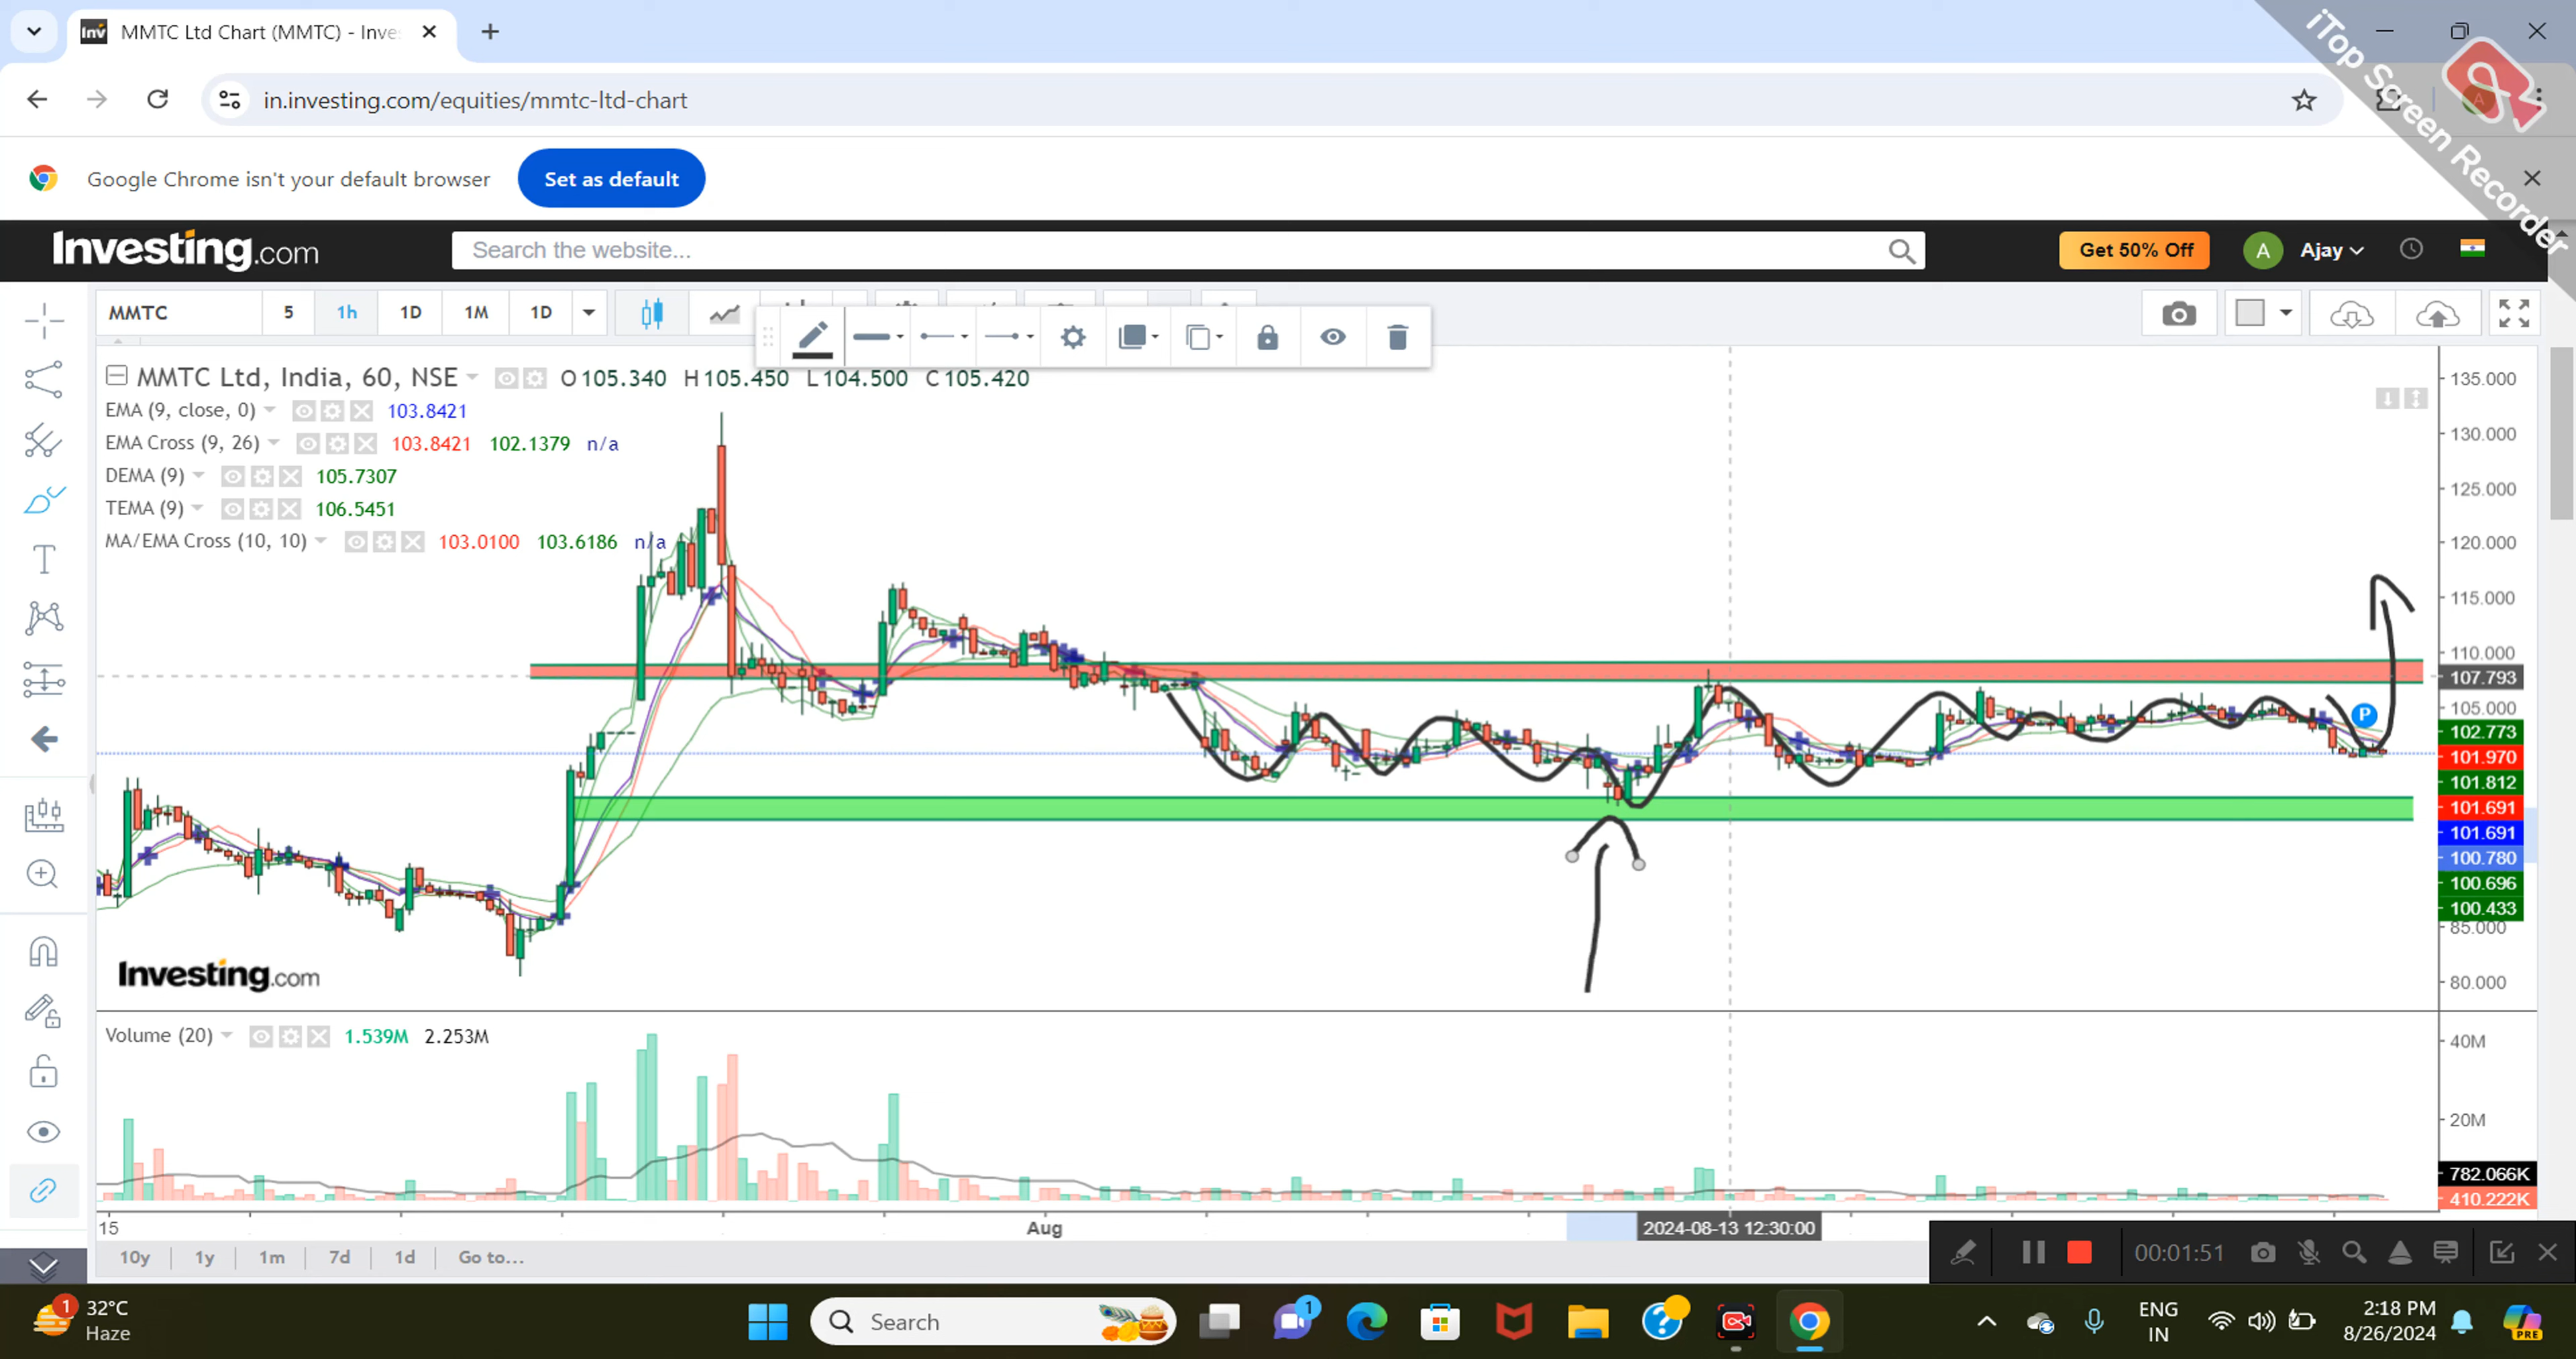 MMTC Ltd Chart (MMTC) - Inve
in.investing.com/equities/mmtc-ltd-chart
Google Chrome isn't your default browser Set as default
iTop Screen Recorder
Investing.com Search the website... Get 50% Off A Ajay
MMTC 5 1h 1D 1M 1D
MMTC Ltd, India, 60, NSE O 105.340 H 105.450 L 104.500 C 105.420
EMA (9, close, 0) 103.8421
EMA Cross (9, 26) 103.8421 102.1379 n/a
DEMA (9) 105.7307
TEMA (9) 106.5451
MA/EMA Cross (10, 10) 103.0100 103.6186 n/a
135.000
130.000
125.000
120.000
115.000
110.000
107.793
105.000
102.773
101.970
101.812
101.691
101.691
100.780
100.696
100.433
85.000
80.000
P
Investing.com
Volume (20) 1.539M 2.253M
40M
20M
782.066K
410.222K
15 Aug 2024-08-13 12:30:00
10y 1y 1m 7d 1d Go to...
00:01:51
1 32°C
Haze
Search
1
ENG
IN
2:18 PM
8/26/2024
PRE